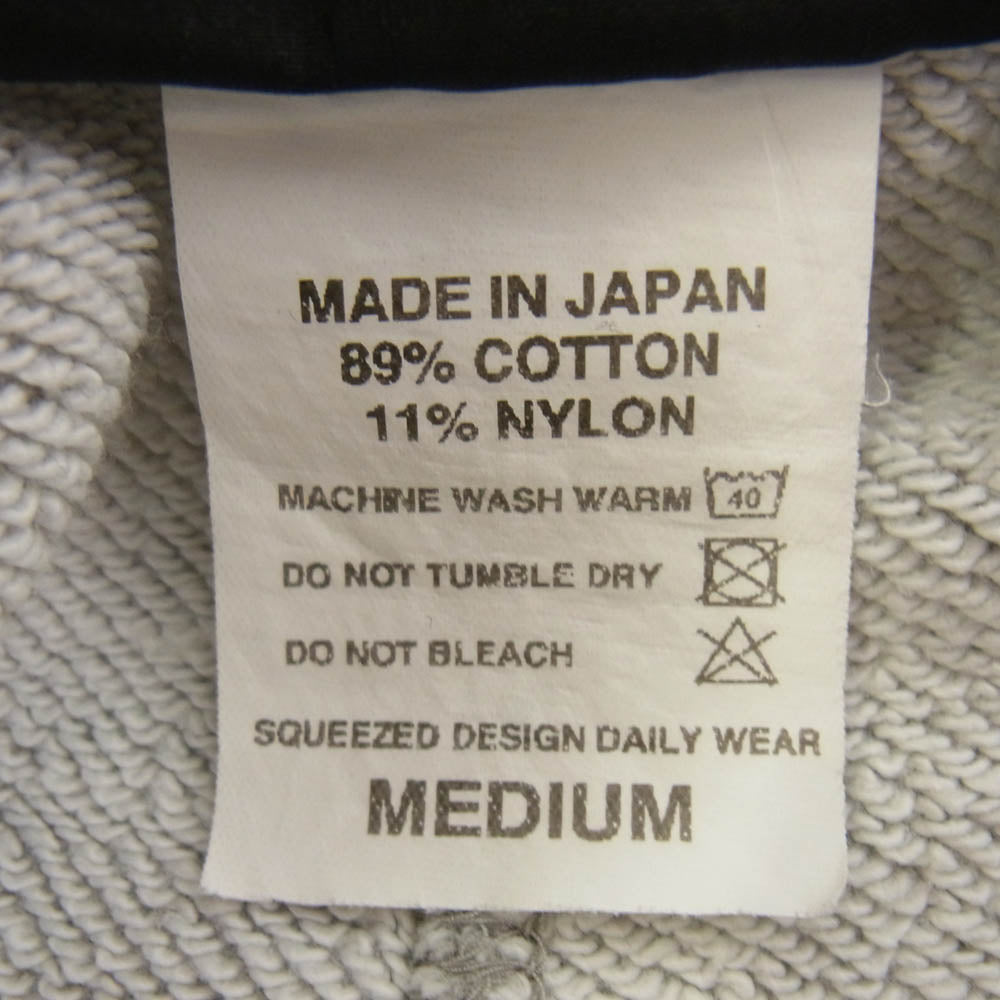 MADE IN JAPAN
89% COTTON
11% NYLON
MACHINE WASH WARM 40
DO NOT TUMBLE DRY
DO NOT BLEACH
SQUEEZED DESIGN DAILY WEAR
MEDIUM